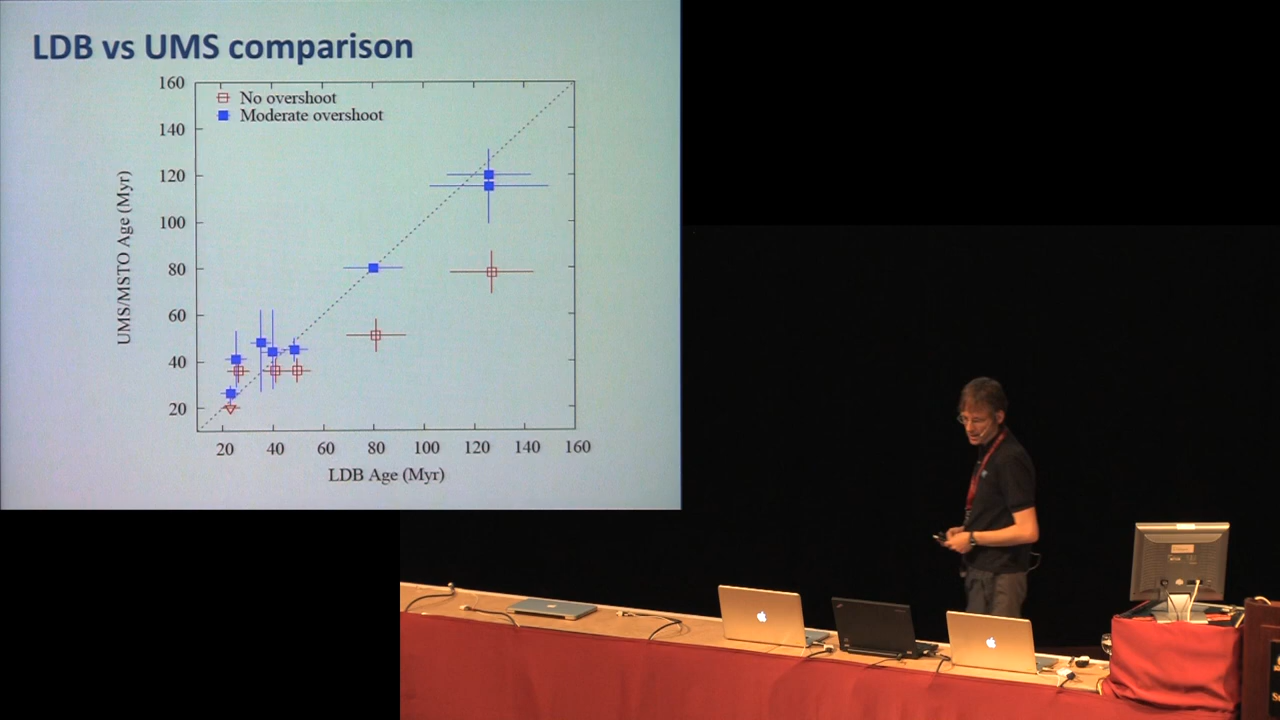 LDB vs UMS comparison
160
No overshoot
Moderate overshoot
140
120
100
80
60
40
20
UMS/MSTO Age (Myr)
20 40 60 80 100 120 140 160
LDB Age (Myr)